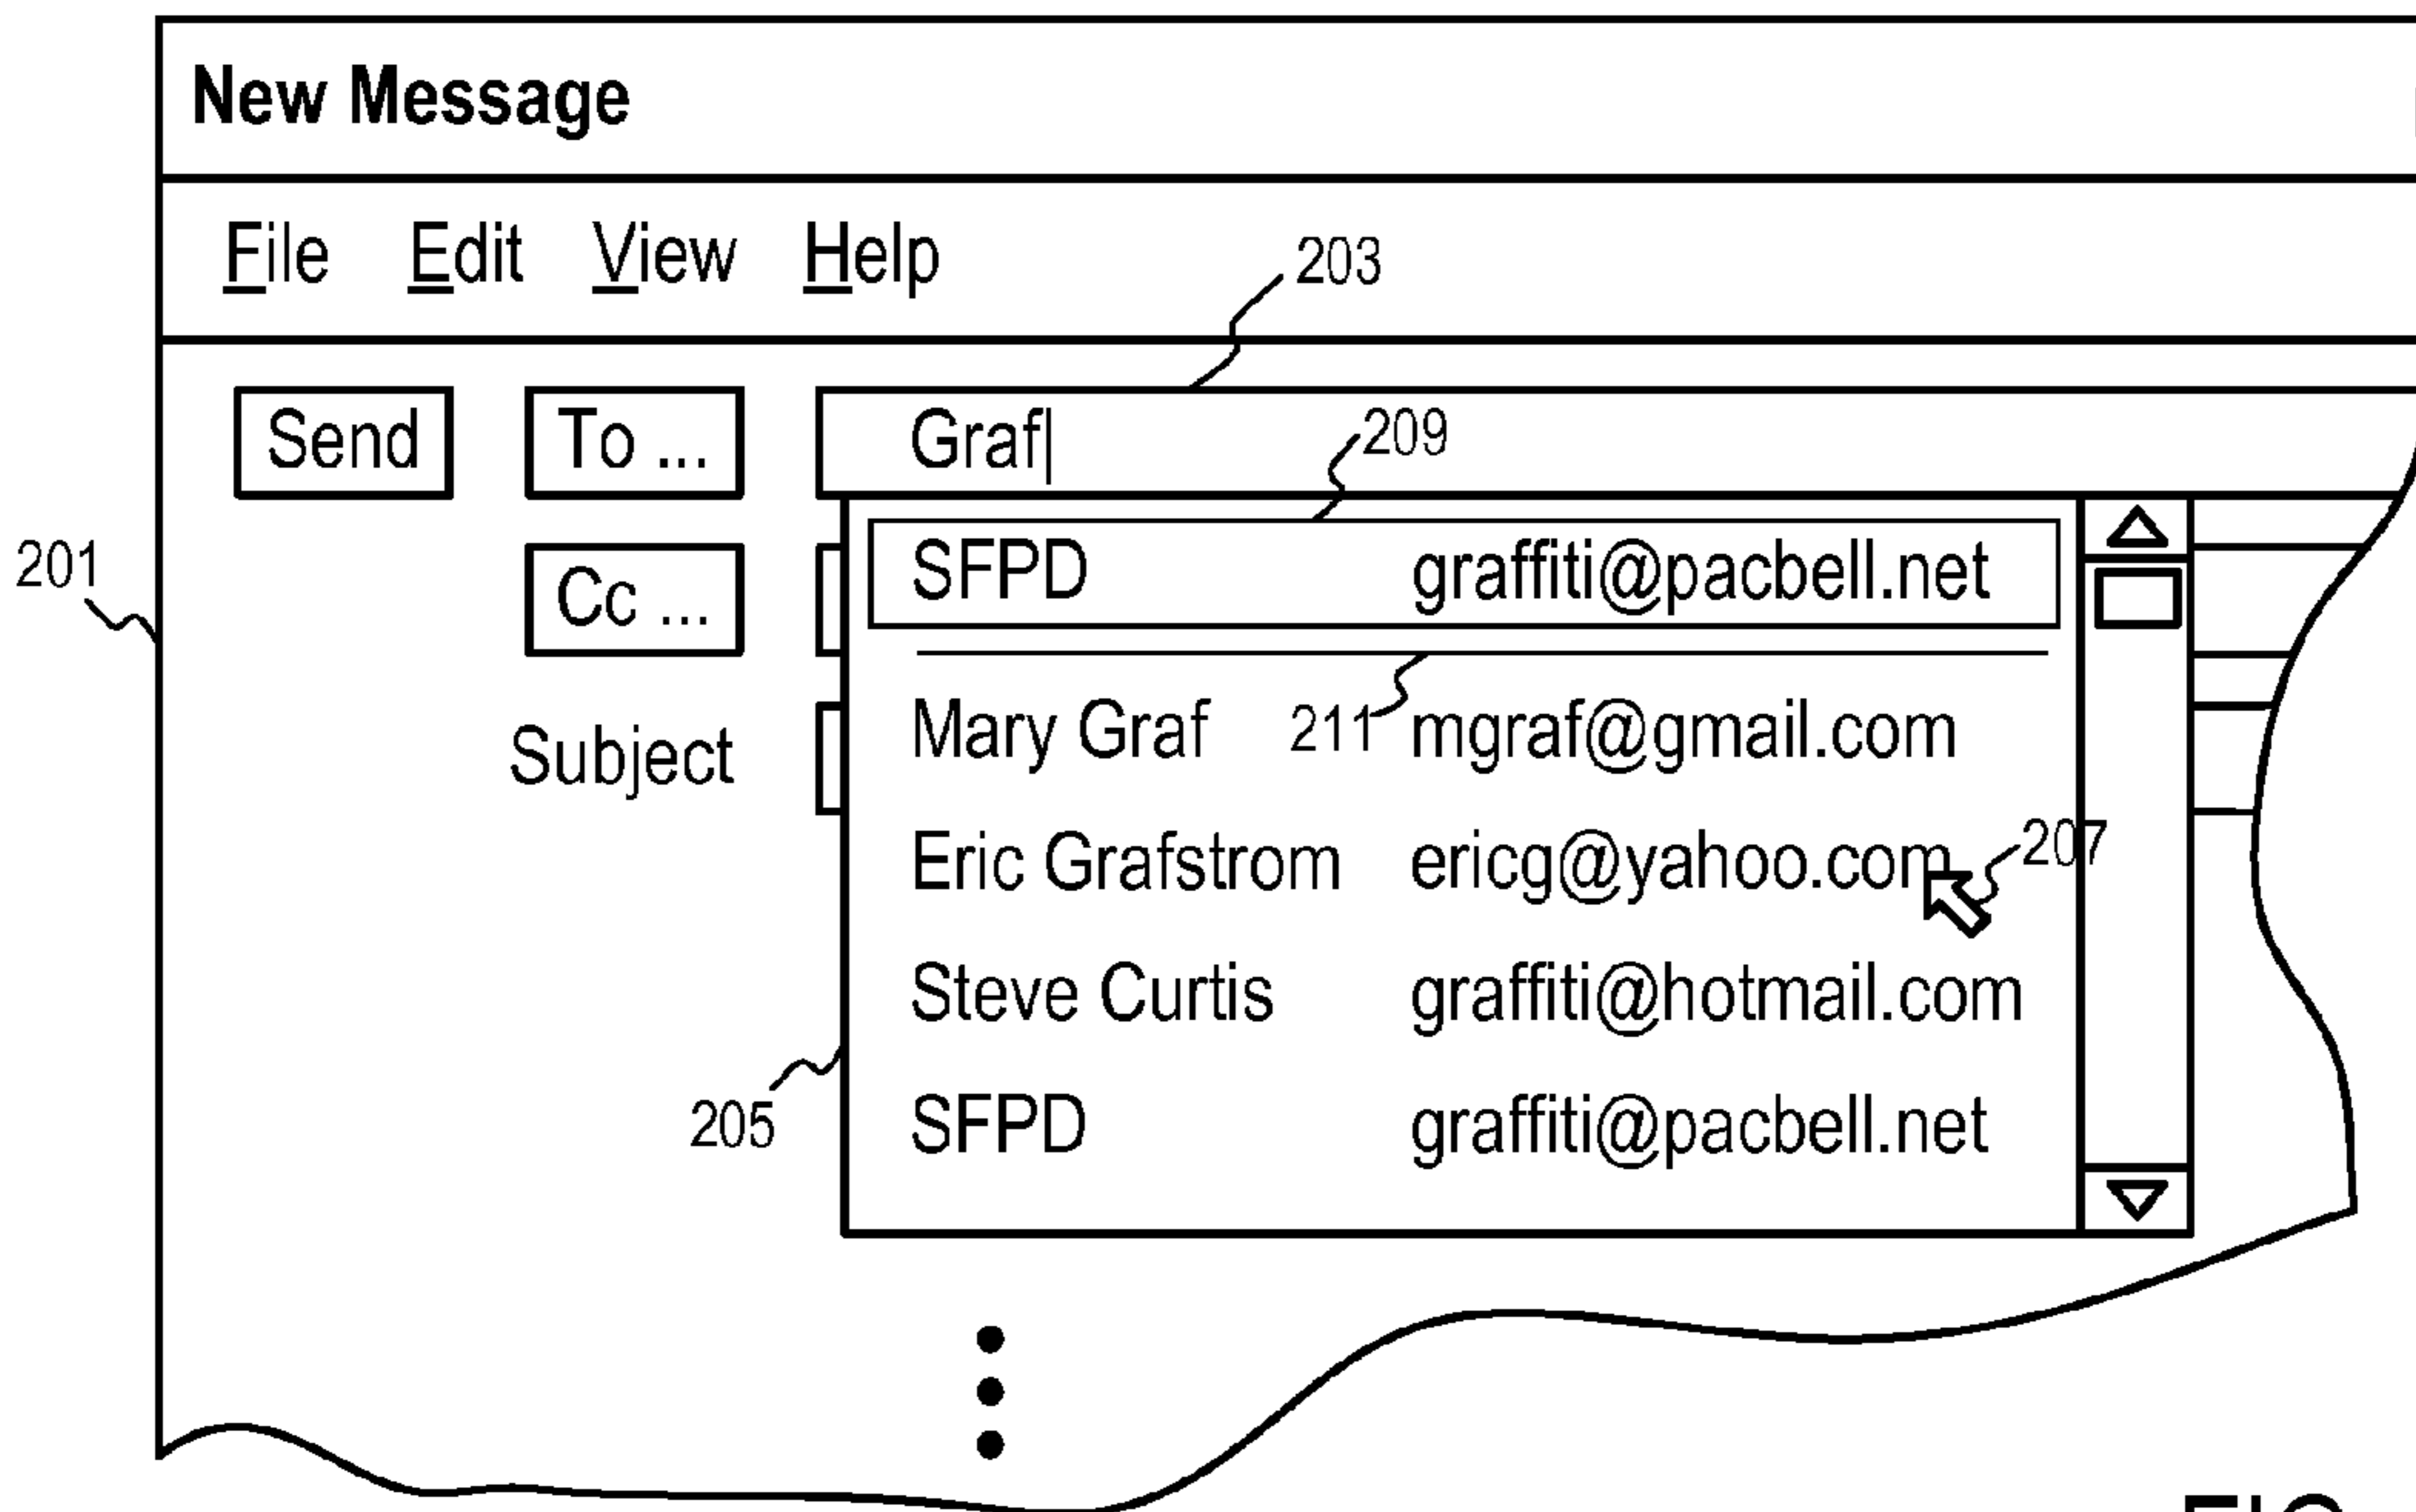 New Message
File Edit View Help
203
Send To ... Graf
209
201
SFPD graffiti@pacbell.net
Cc ...
Subject
Mary Graf 211 mgraf@gmail.com
Eric Grafstrom ericg@yahoo.com 207
Steve Curtis graffiti@hotmail.com
205
SFPD graffiti@pacbell.net